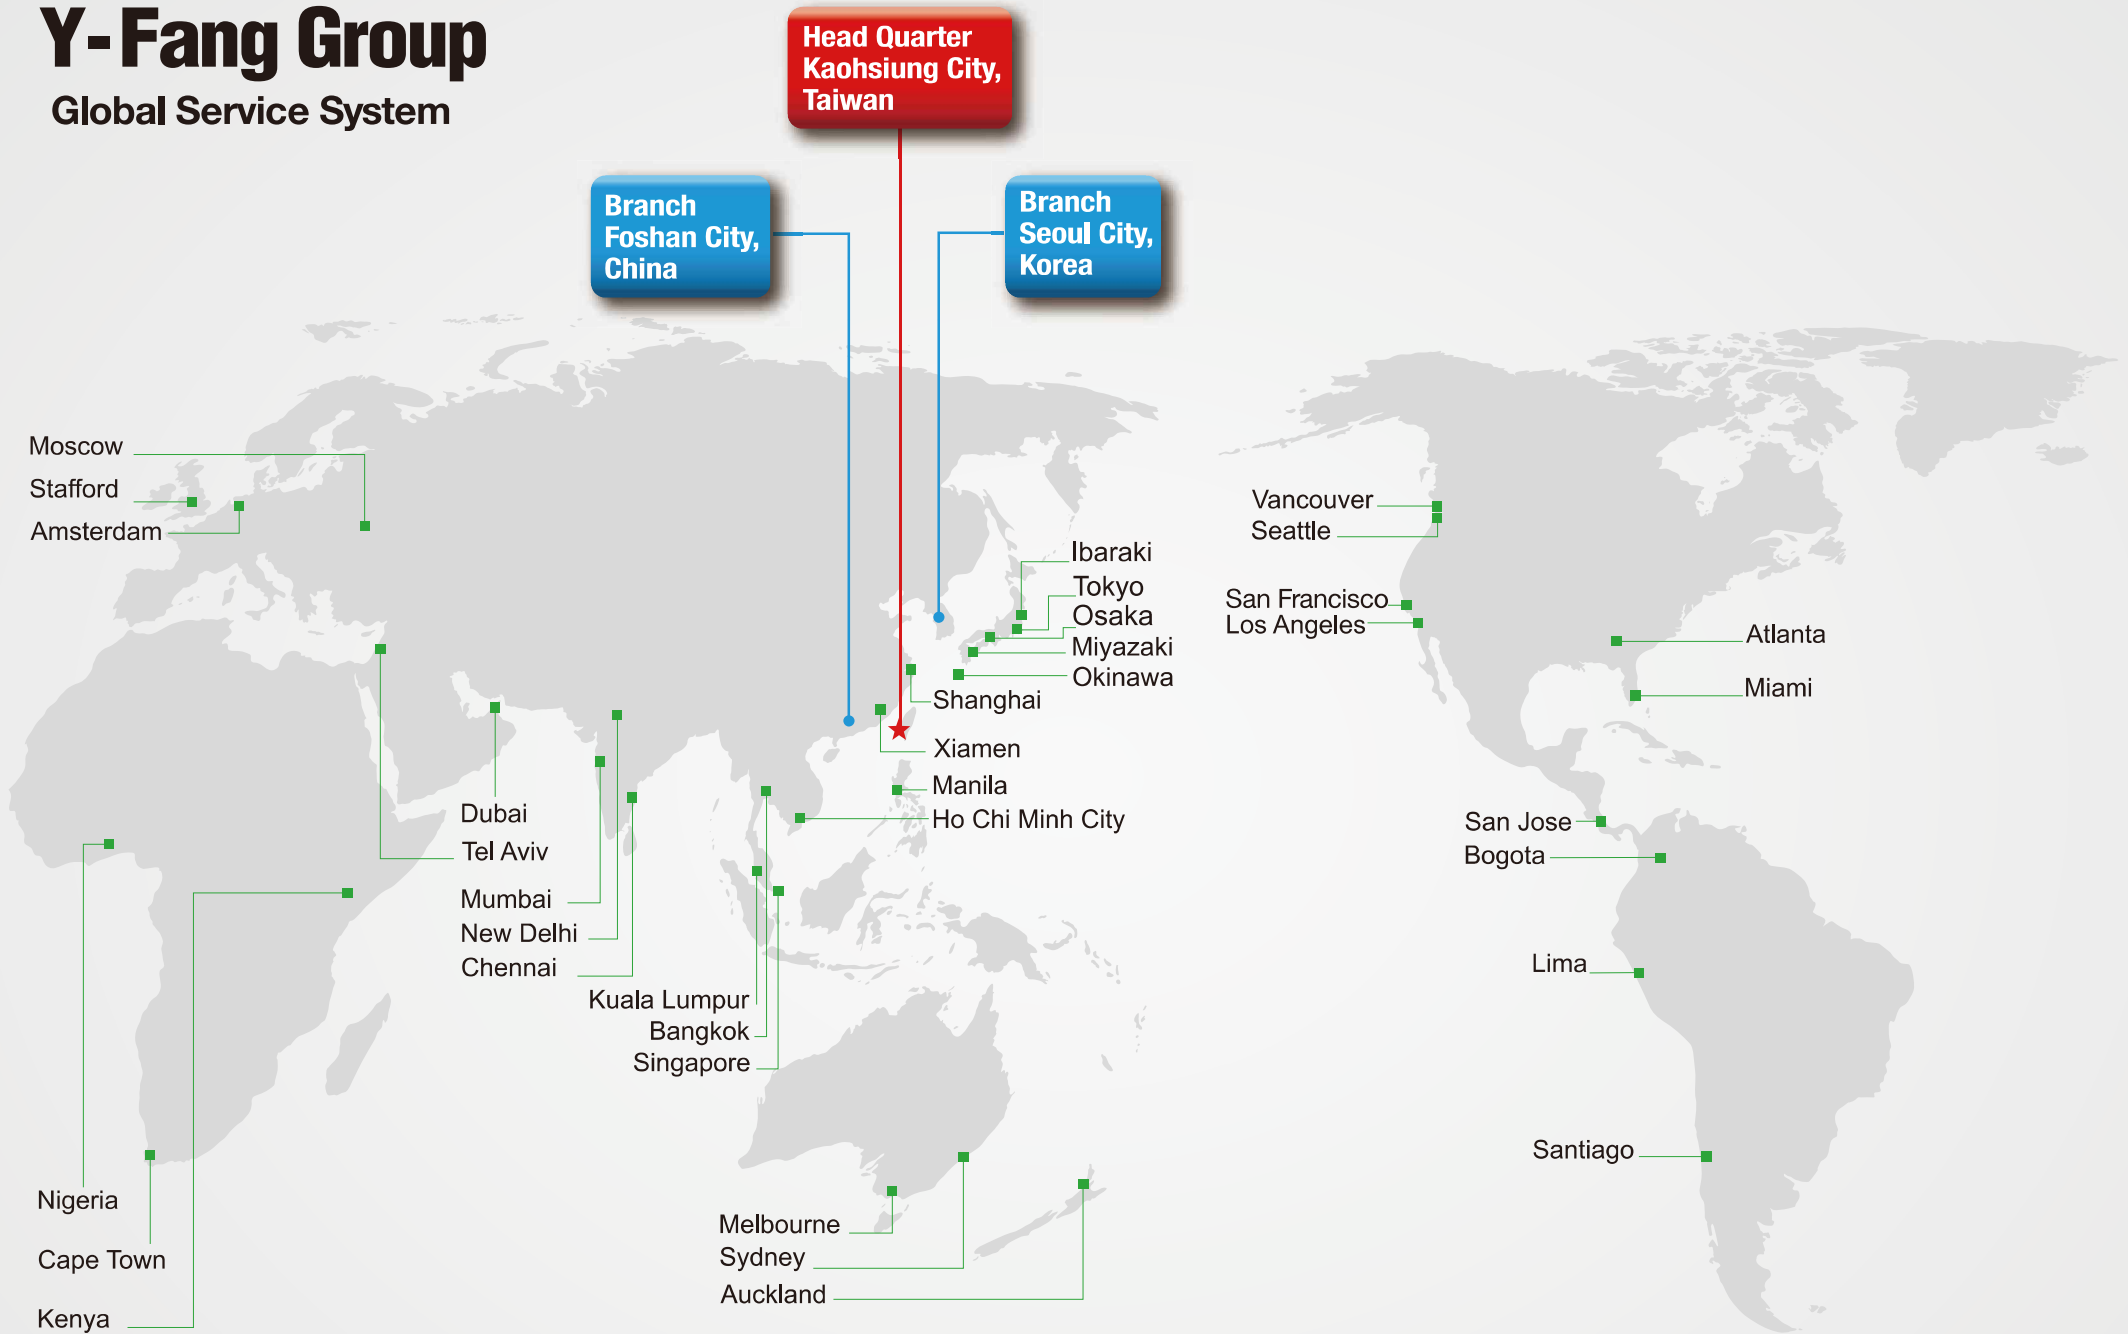 Y-Fang Group
Global Service System
Head Quarter
Kaohsiung City,
Taiwan
Branch
Foshan City,
China
Branch
Seoul City,
Korea
Moscow
Stafford
Amsterdam
Ibaraki
Tokyo
Osaka
Miyazaki
Okinawa
Shanghai
Xiamen
Manila
Ho Chi Minh City
Dubai
Tel Aviv
Mumbai
New Delhi
Chennai
Kuala Lumpur
Bangkok
Singapore
Nigeria
Cape Town
Kenya
Melbourne
Sydney
Auckland
Vancouver
Seattle
San Francisco
Los Angeles
Atlanta
Miami
San Jose
Bogota
Lima
Santiago